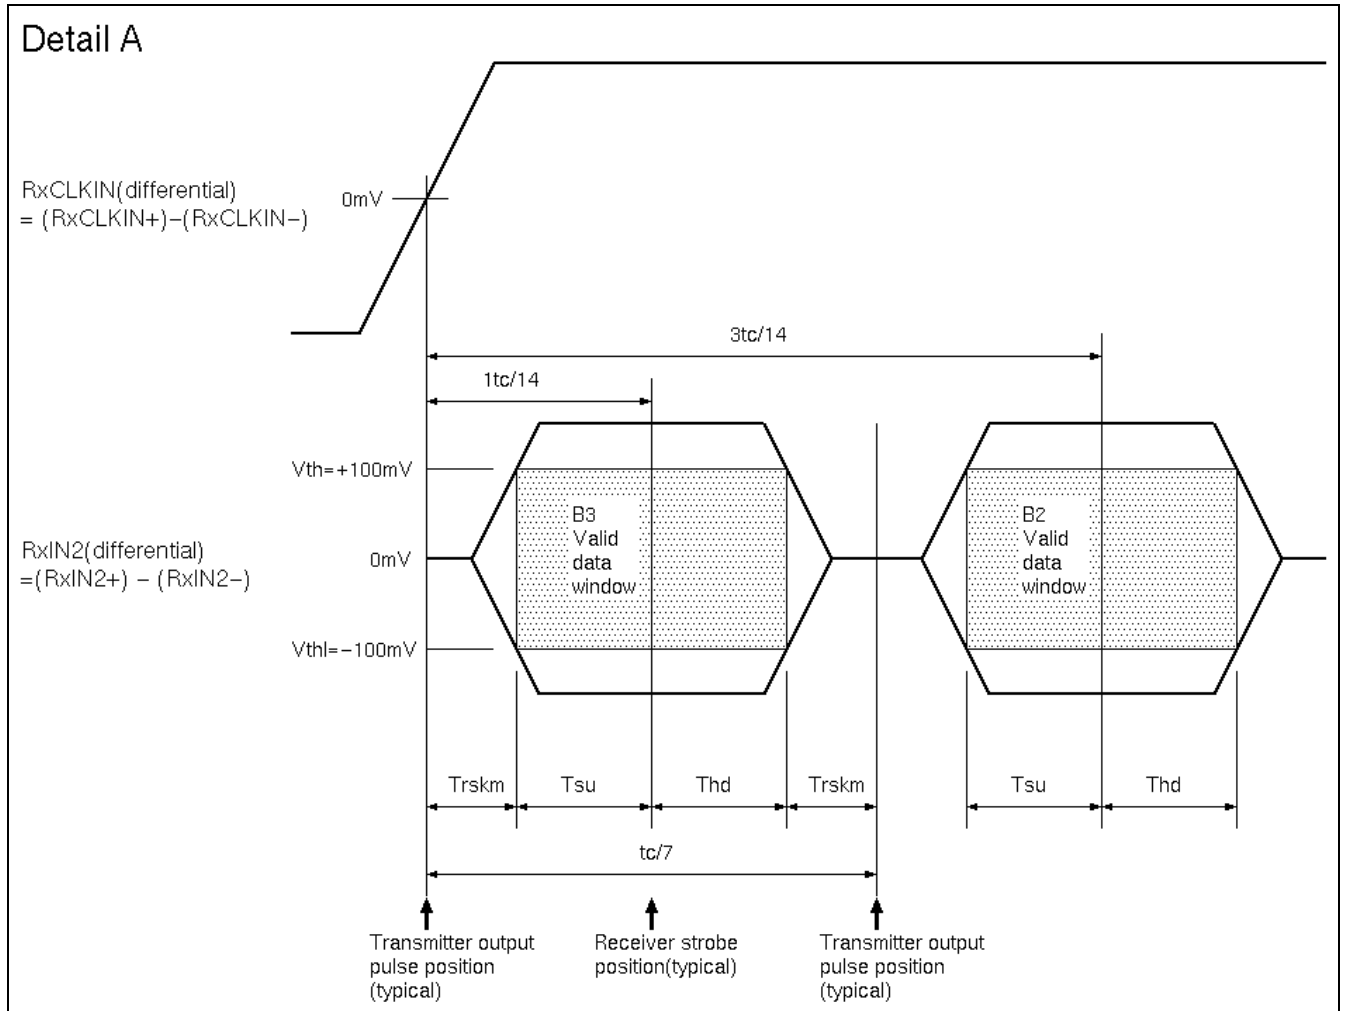 Detail A
RxCLKIN(differential)
= (RxCLKIN+)−(RxCLKIN−)
0mV
3tc/14
1tc/14
Vth=+100mV
B3
Valid
data
window
B2
Valid
data
window
RxIN2(differential)
=(RxIN2+) − (RxIN2−)
0mV
Vthl=−100mV
Trskm
Tsu
Thd
Trskm
Tsu
Thd
tc/7
Transmitter output
pulse position
(typical)
Receiver strobe
position(typical)
Transmitter output
pulse position
(typical)